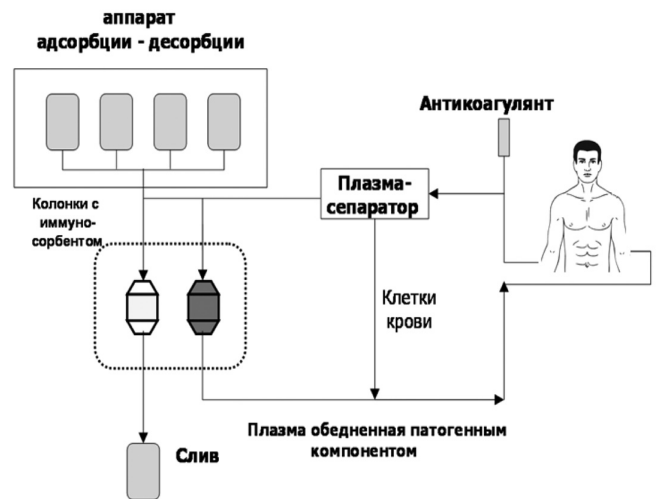 аппарат
адсорбции - десорбции
Антикоагулянт
Плазма-
сепаратор
Колонки с
иммуно-
сорбентом
Клетки
крови
Плазма обедненная патогенным
компонентом
Слив